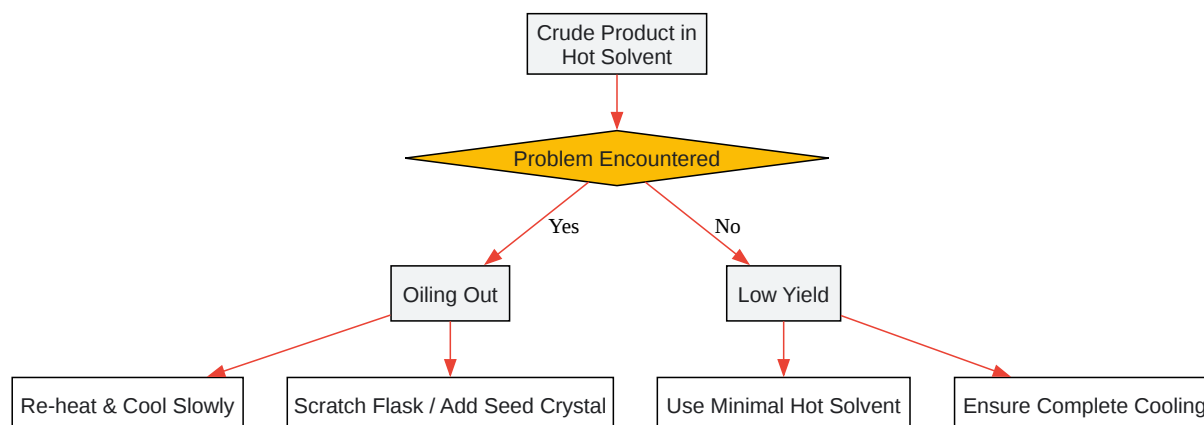 Crude Product in
Hot Solvent
Problem Encountered
Yes
No
Oiling Out
Low Yield
Re-heat & Cool Slowly
Scratch Flask / Add Seed Crystal
Use Minimal Hot Solvent
Ensure Complete Cooling